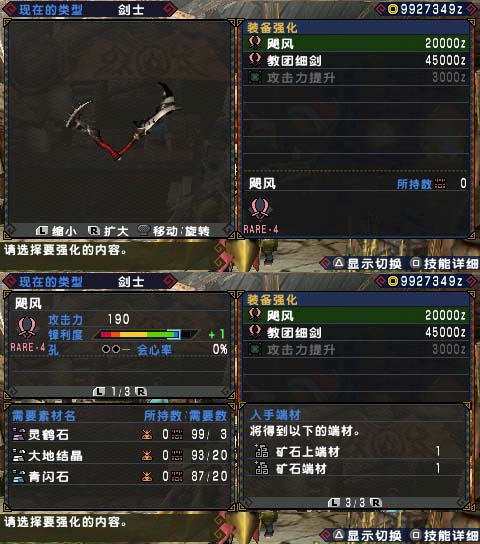 现在的类型 剑士 9927349z
装备强化
飓风 20000z
教团细剑 45000z
攻击力提升 3000z
飓风 所持数 0
RARE-4
L 缩小 R 扩大 移动:旋转
请选择要强化的内容。
△显示切换 □技能详细
现在的类型 剑士 9927349z
飓风
攻击力 190
RARE-4 锋利度 +1
孔 ○○— 会心率 0%
L 1/3 R
装备强化
飓风 20000z
教团细剑 45000z
攻击力提升 3000z
需要素材名 所持数:需要数
灵鹤石 0 99/ 3
大地结晶 0 93/20
青闪石 0 87/20
入手端材
将得到以下的端材。
矿石上端材 1
矿石端材 1
L 3/3 R
请选择要强化的内容。
△显示切换 □技能详细